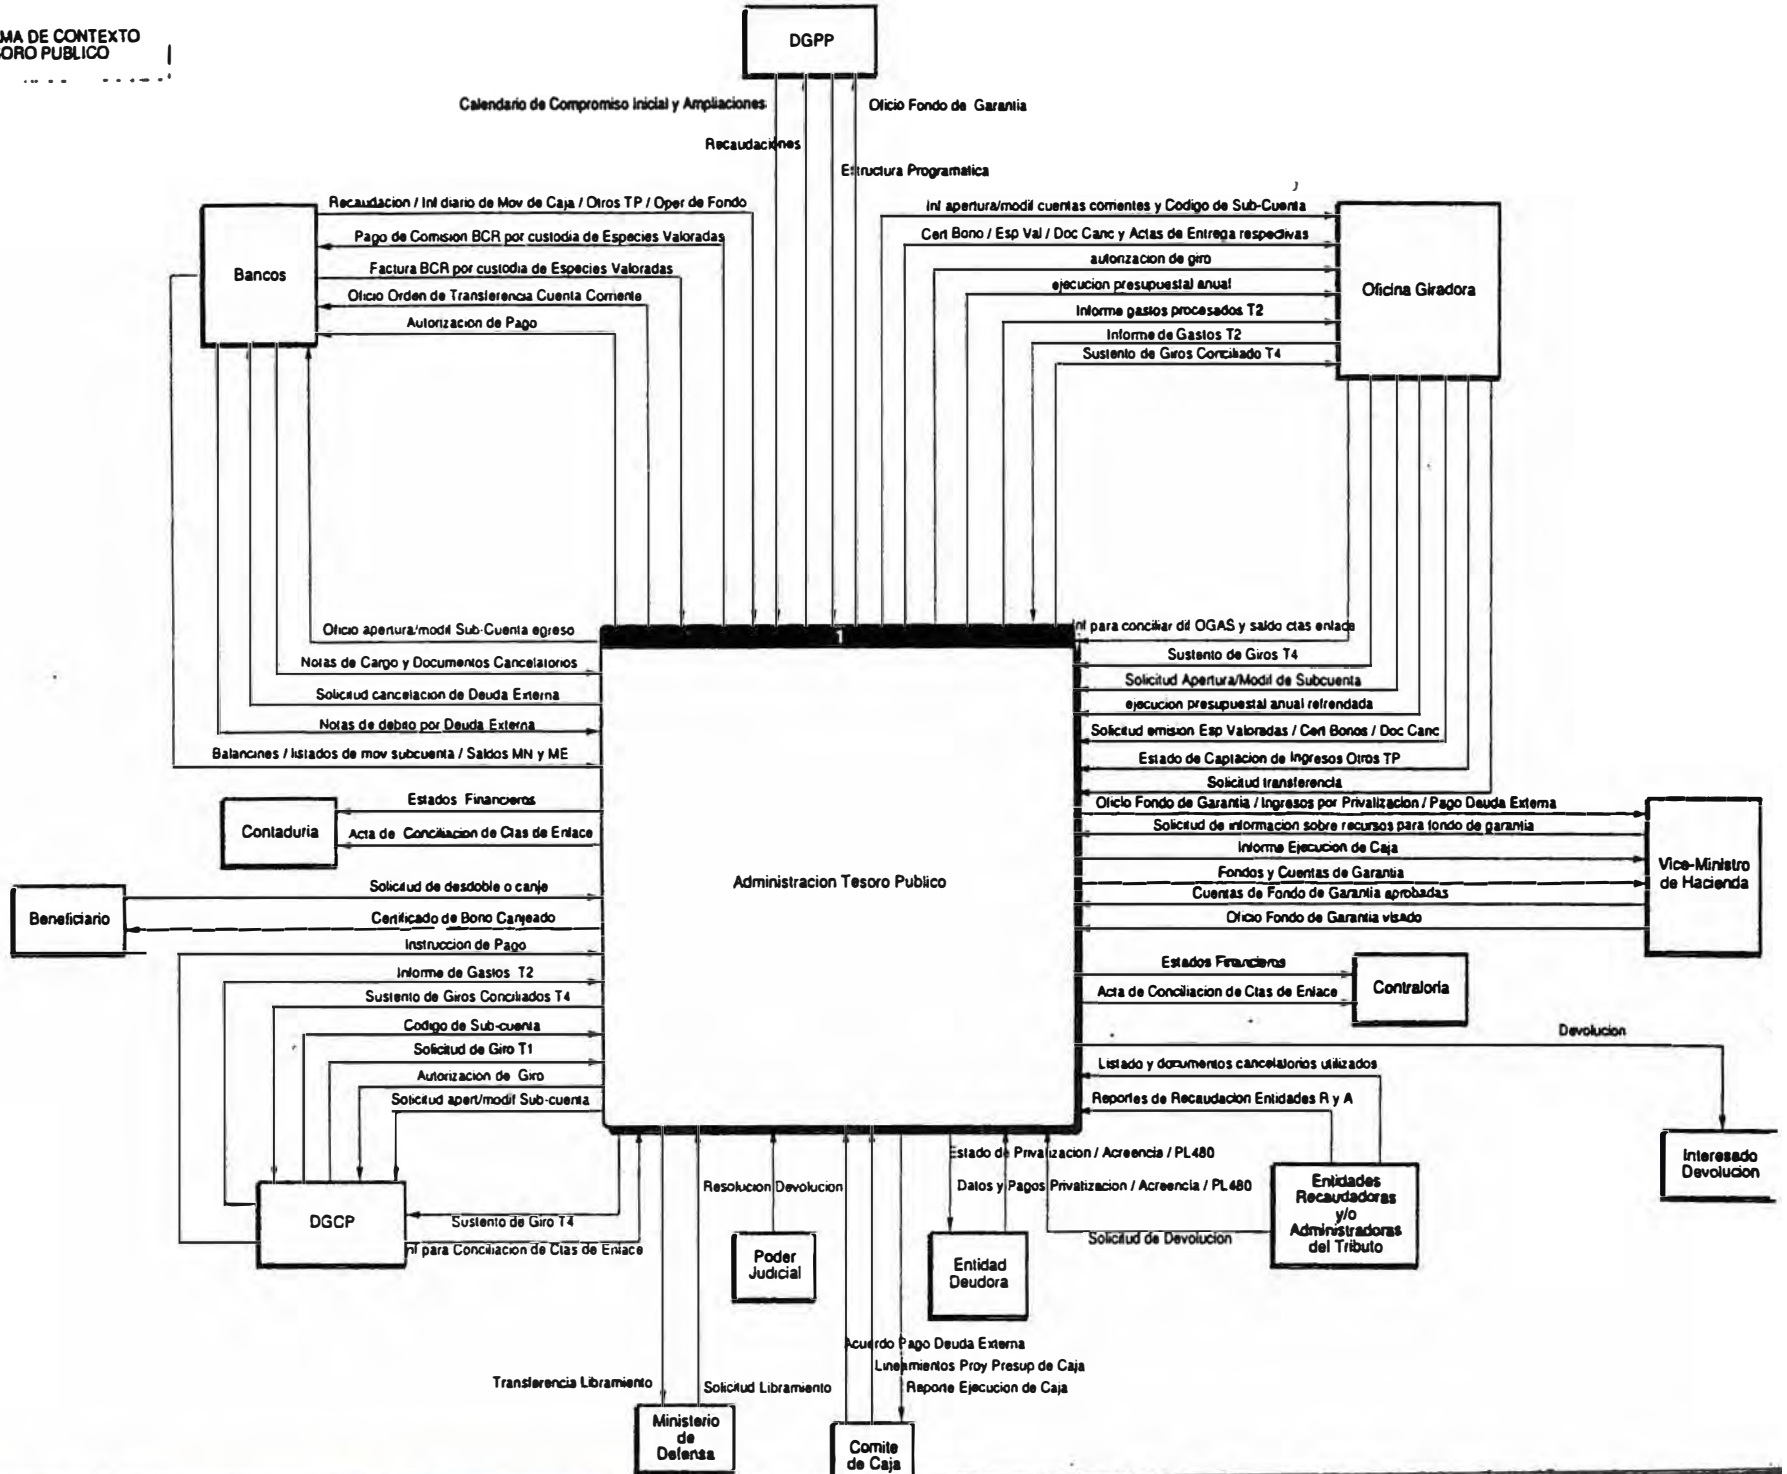 MA DE CONTEXTO
SORO PUBLICO
DGPP
Calendario de Compromiso Inicial y Ampliaciones
Oficio Fondo de Garantia
Recaudaciones
Estructura Programatica
Bancos
Recaudacion / Inf diario de Mov de Caja / Otros TP / Oper de Fondo
Pago de Comision BCR por custodia de Especies Valoradas
Factura BCR por custodia de Especies Valoradas
Oficio Orden de Transferencia Cuenta Corriente
Autorizacion de Pago
Inf apertura/modif cuentas corrientes y Codigo de Sub-Cuenta
Cert Bono / Esp Val / Doc Canc y Actas de Entrega respectivas
autorizacion de giro
ejecucion presupuestal anual
Informe gastos procesados T2
Informe de Gastos T2
Sustento de Giros Conciliado T4
Oficina Giradora
Oficio apertura/modif Sub-Cuenta egreso
Notas de Cargo y Documentos Cancelatorios
Solicitud cancelacion de Deuda Externa
Notas de debito por Deuda Externa
Balancines / listados de mov subcuenta / Saldos MN y ME
1
Administracion Tesoro Publico
Inf para conciliar dif OGAS y saldo ctas enlace
Sustento de Giros T4
Solicitud Apertura/Modif de Subcuenta
ejecucion presupuestal anual refrendada
Solicitud emision Esp Valoradas / Cert Bonos / Doc Canc
Estado de Captacion de Ingresos Otros TP
Solicitud transferencia
Contaduria
Estados Financieros
Acta de Conciliacion de Ctas de Enlace
Oficio Fondo de Garantia / Ingresos por Privatizacion / Pago Deuda Externa
Solicitud de informacion sobre recursos para fondo de garantia
Informe Ejecucion de Caja
Fondos y Cuentas de Garantia
Cuentas de Fondo de Garantia aprobadas
Oficio Fondo de Garantia visado
Vice-Ministro
de Hacienda
Beneficiario
Solicitud de desdoble o canje
Certificado de Bono Canjeado
Instruccion de Pago
Informe de Gastos T2
Sustento de Giros Conciliados T4
Codigo de Sub-cuenta
Solicitud de Giro T1
Autorizacion de Giro
Solicitud apert/modif Sub-cuenta
Estados Financieros
Acta de Conciliacion de Ctas de Enlace
Contraloria
Devolucion
Listado y documentos cancelatorios utilizados
Reportes de Recaudacion Entidades R y A
Interesado
Devolucion
DGCP
Sustento de Giro T4
Inf para Conciliacion de Ctas de Enlace
Resolucion Devolucion
Poder
Judicial
Estado de Privatizacion / Acreencia / PL480
Datos y Pagos Privatizacion / Acreencia / PL480
Entidad
Deudora
Solicitud de Devolucion
Entidades
Recaudadoras
y/o
Administradoras
del Tributo
Acuerdo Pago Deuda Externa
Lineamientos Proy Presup de Caja
Reporte Ejecucion de Caja
Transferencia Libramiento
Solicitud Libramiento
Ministerio
de
Defensa
Comite
de Caja